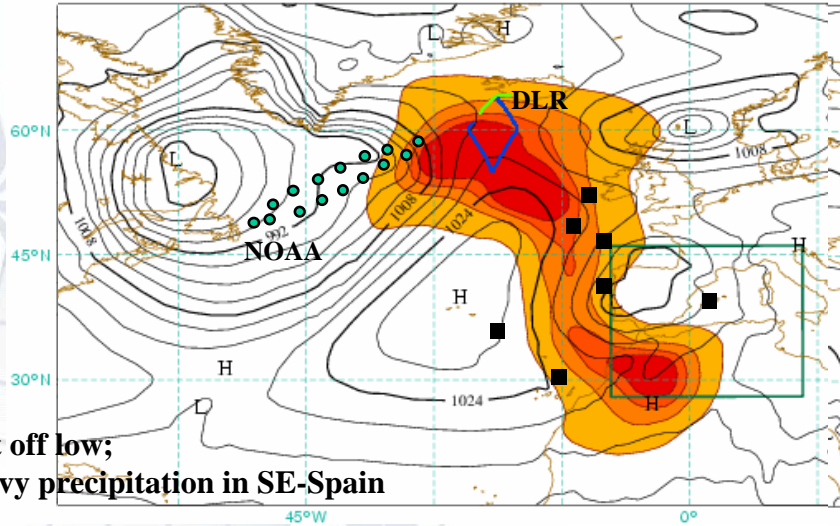 L
H
DLR
60°N
L
L
1008
1008
1008
1024
992
NOAA
45°N
H
H
H
30°N
1024
L
H
off low;
vy precipitation in SE-Spain
45°W
0°